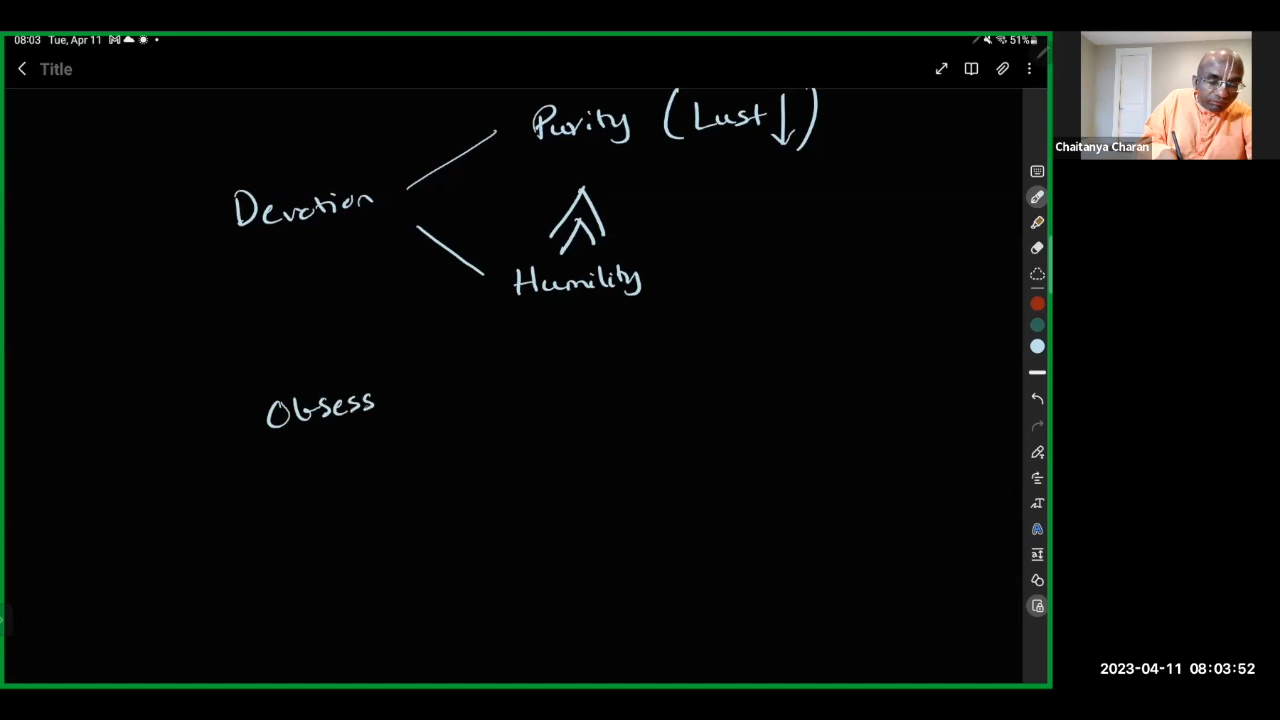 08:03 Tue, Apr 11 51%
Title
Purity (Lust ↓)
Devotion
Humility
Obsess
Chaitanya Charan
2023-04-11 08:03:52